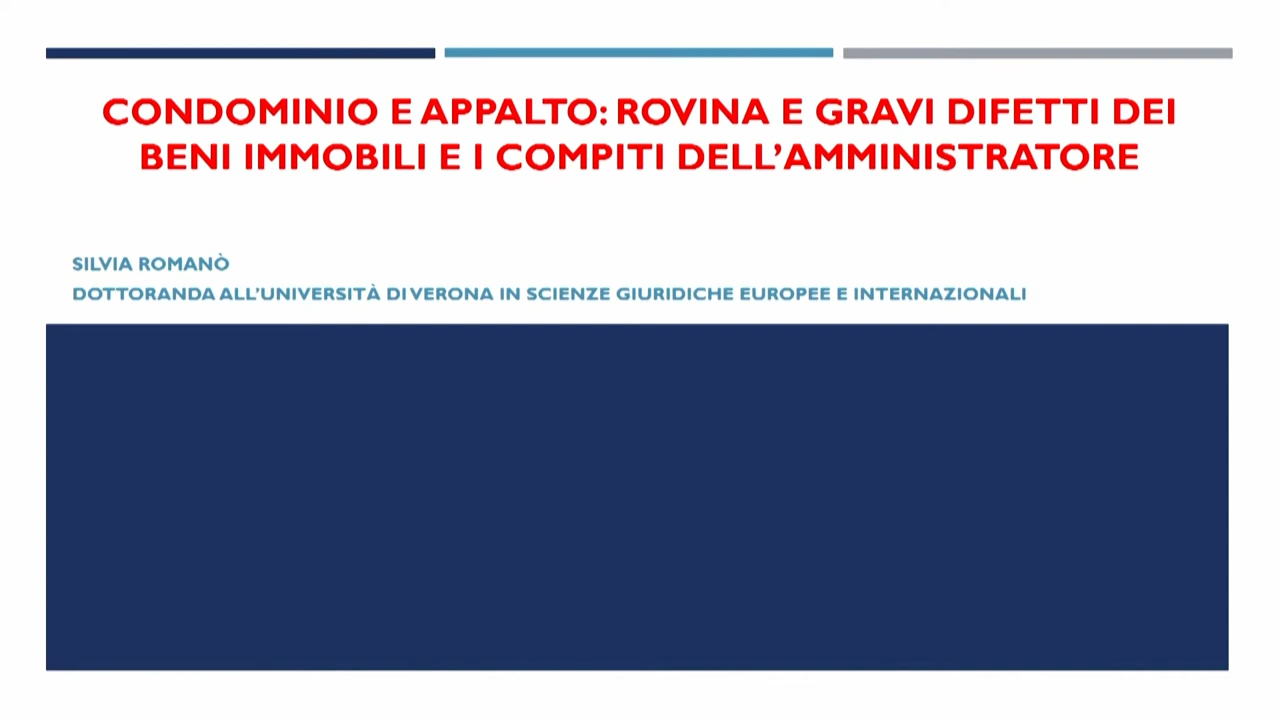 CONDOMINIO E APPALTO: ROVINA E GRAVI DIFETTI DEI
BENI IMMOBILI E I COMPITI DELL'AMMINISTRATORE
SILVIA ROMANÒ
DOTTORANDA ALL'UNIVERSITÀ DI VERONA IN SCIENZE GIURIDICHE EUROPEE E INTERNAZIONALI